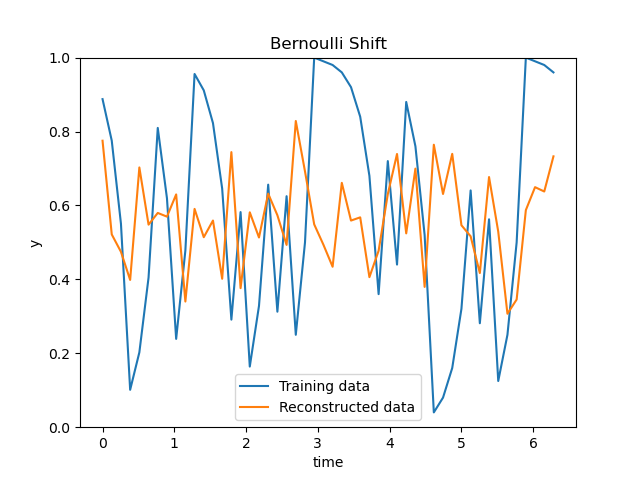 Bernoulli Shift
1.0
0.8
0.6
0.4
0.2
0.0
y
Training data
Reconstructed data
0 1 2 3 4 5 6
time